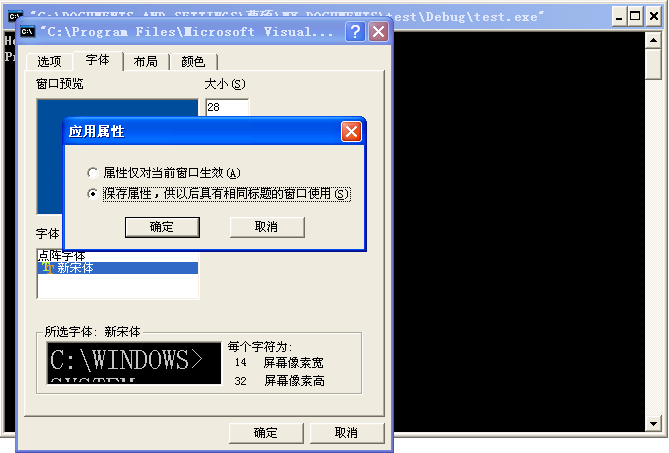 "C:\DOCUMENTS AND SETTINGS\曹硕\MY DOCUMENTS\test\Debug\test.exe"
"C:\Program Files\Microsoft Visual...
选项
字体
布局
颜色
窗口预览
大小(S)
28
应用属性
属性仅对当前窗口生效(A)
保存属性，供以后具有相同标题的窗口使用(S)
确定
取消
字体
点阵字体
新宋体
所选字体: 新宋体
C:\WINDOWS>
SYSTEM
每个字符为:
14 屏幕像素宽
32 屏幕像素高
确定
取消